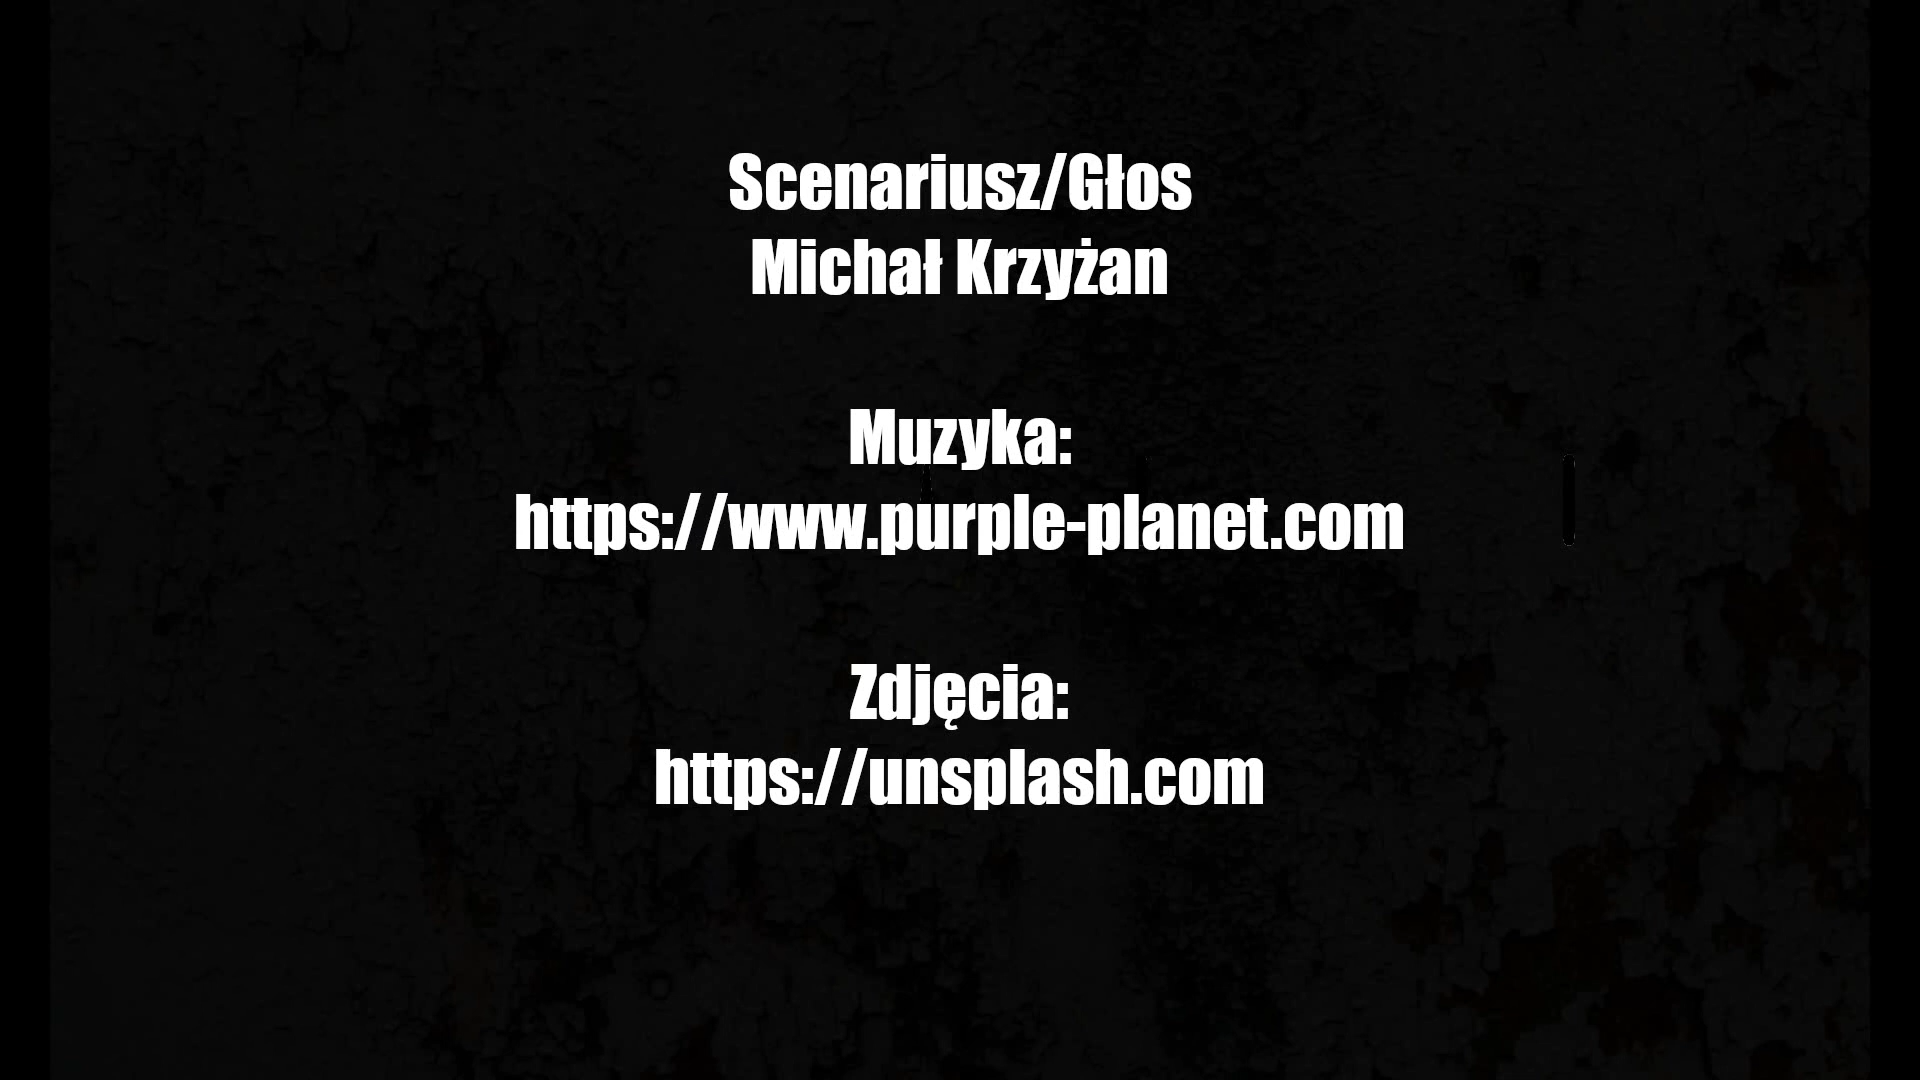 Scenariusz/Głos
Michał Krzyżan
Muzyka:
https://www.purple-planet.com
Zdjęcia:
https://unsplash.com